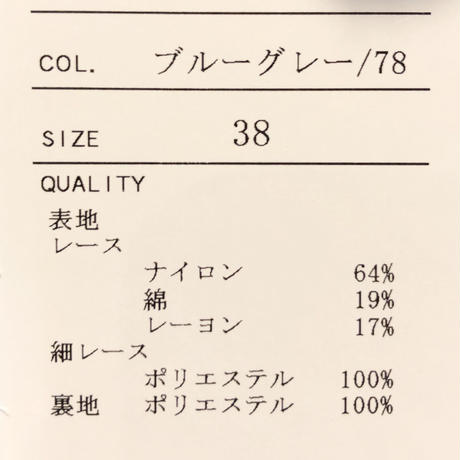 COL. ブルーグレー/78
SIZE 38
QUALITY
表地
レース
ナイロン 64%
綿 19%
レーヨン 17%
細レース
ポリエステル 100%
裏地 ポリエステル 100%